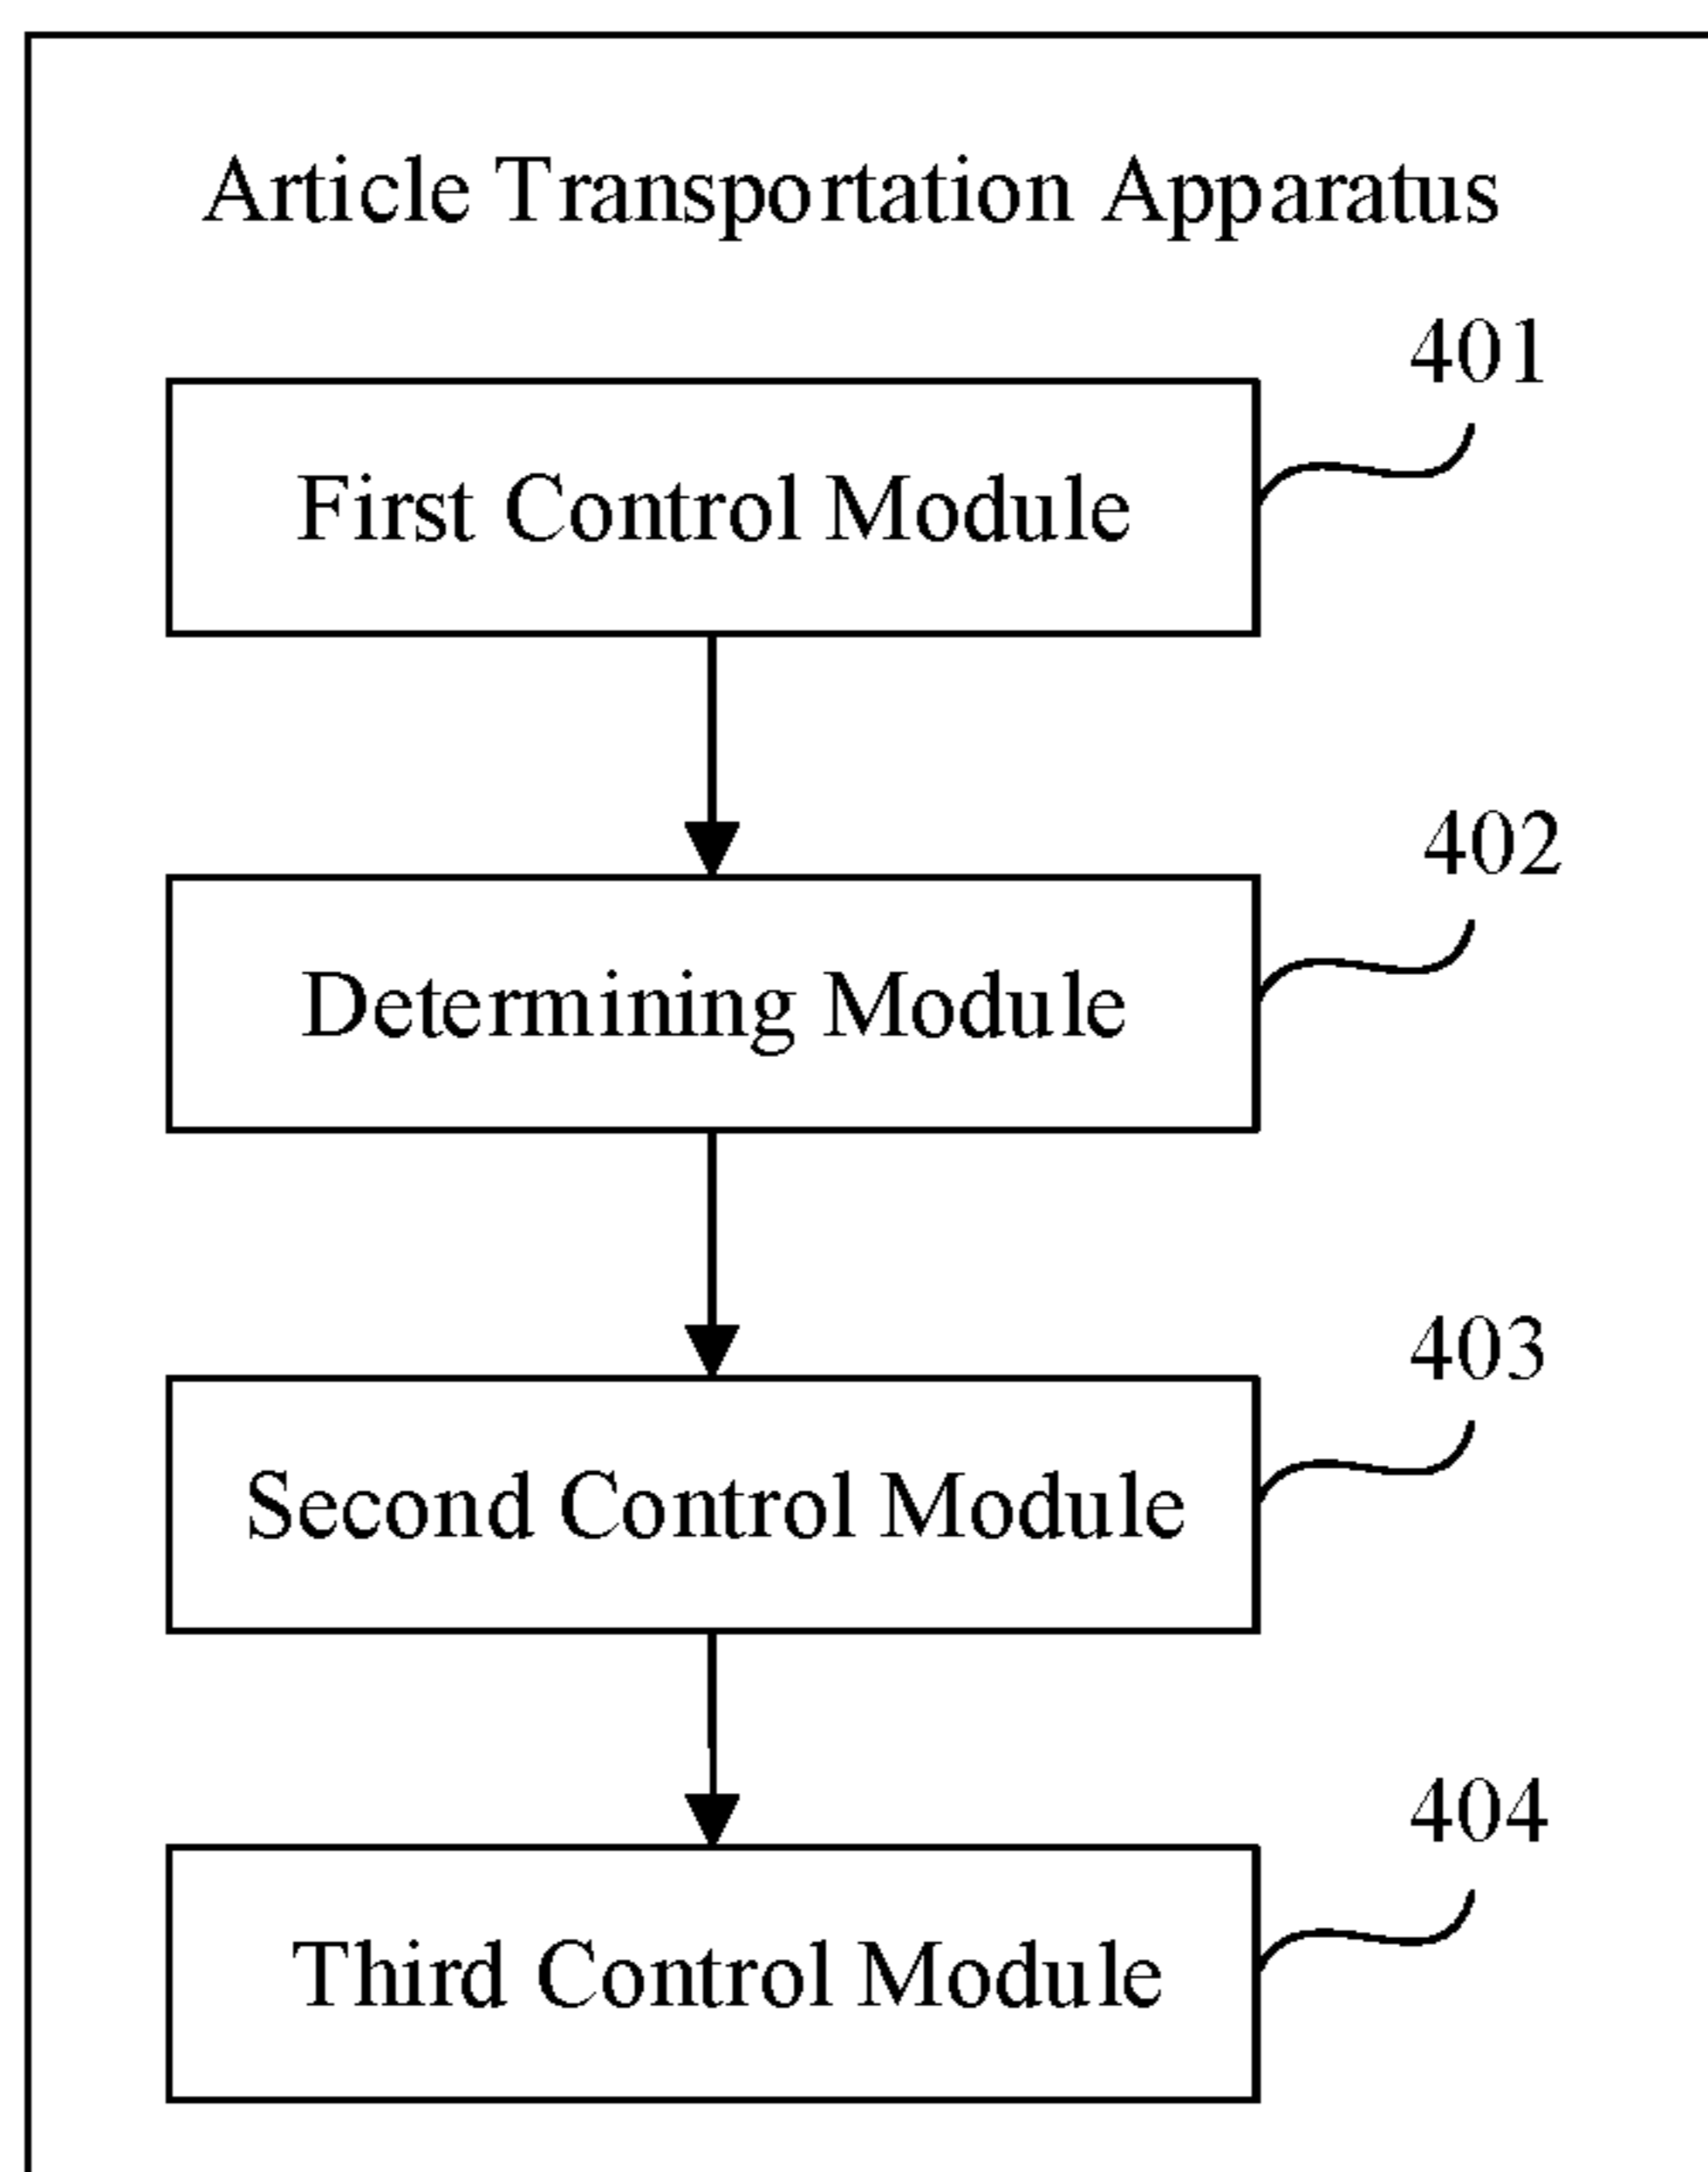 Article Transportation Apparatus
401
First Control Module
402
Determining Module
403
Second Control Module
404
Third Control Module